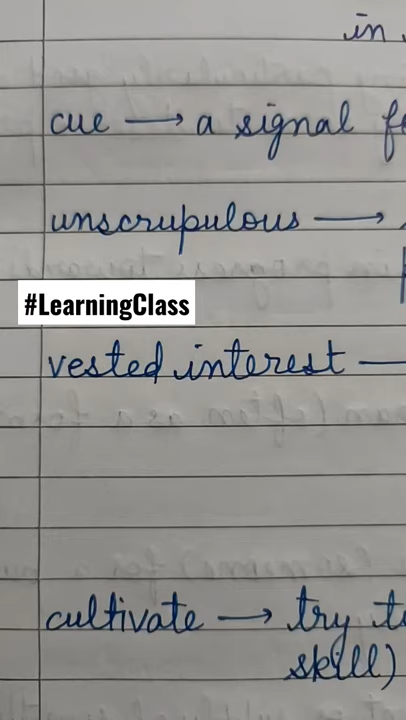 in
cue → a signal
unscrupulous →
#LearningClass
vested interest —
cultivate → try
skill)